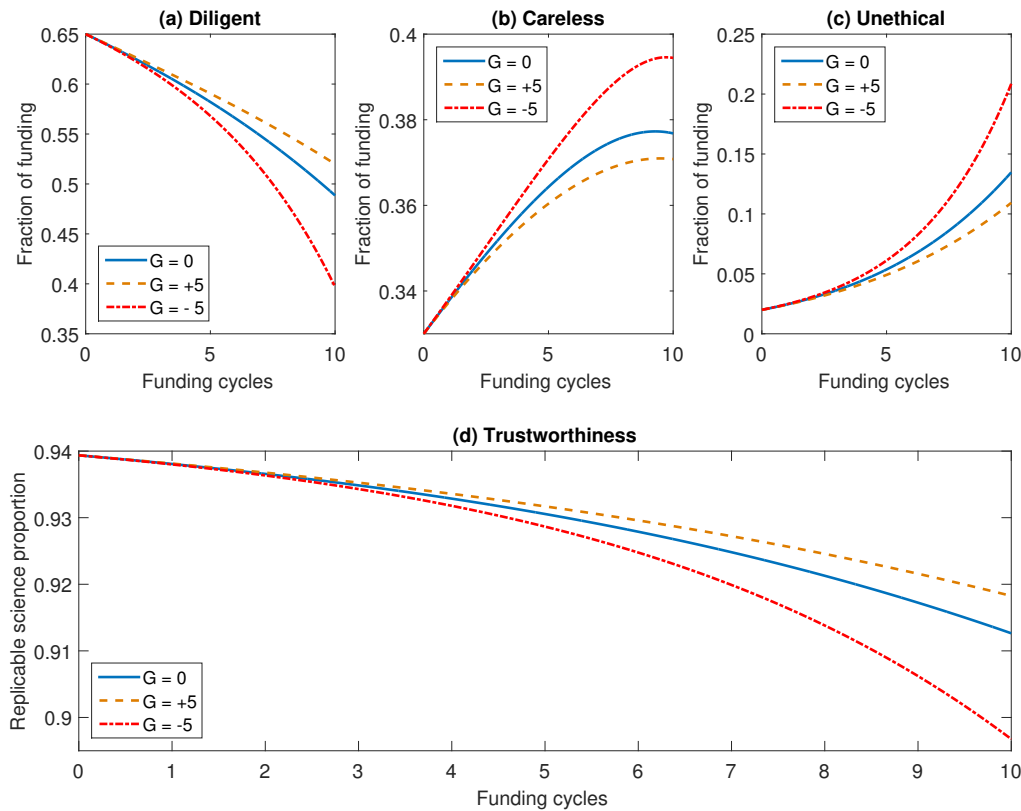 (a) Diligent
Fraction of funding
0.65
0.6
0.55
0.5
0.45
0.4
0.35
G = 0
G = +5
G = - 5
0 5 10
Funding cycles
(b) Careless
Fraction of funding
0.4
0.38
0.36
0.34
G = 0
G = +5
G = -5
0 5 10
Funding cycles
(c) Unethical
Fraction of funding
0.25
0.2
0.15
0.1
0.05
0
G = 0
G = +5
G = -5
0 5 10
Funding cycles
(d) Trustworthiness
Replicable science proportion
0.94
0.93
0.92
0.91
0.9
G = 0
G = +5
G = -5
0 1 2 3 4 5 6 7 8 9 10
Funding cycles